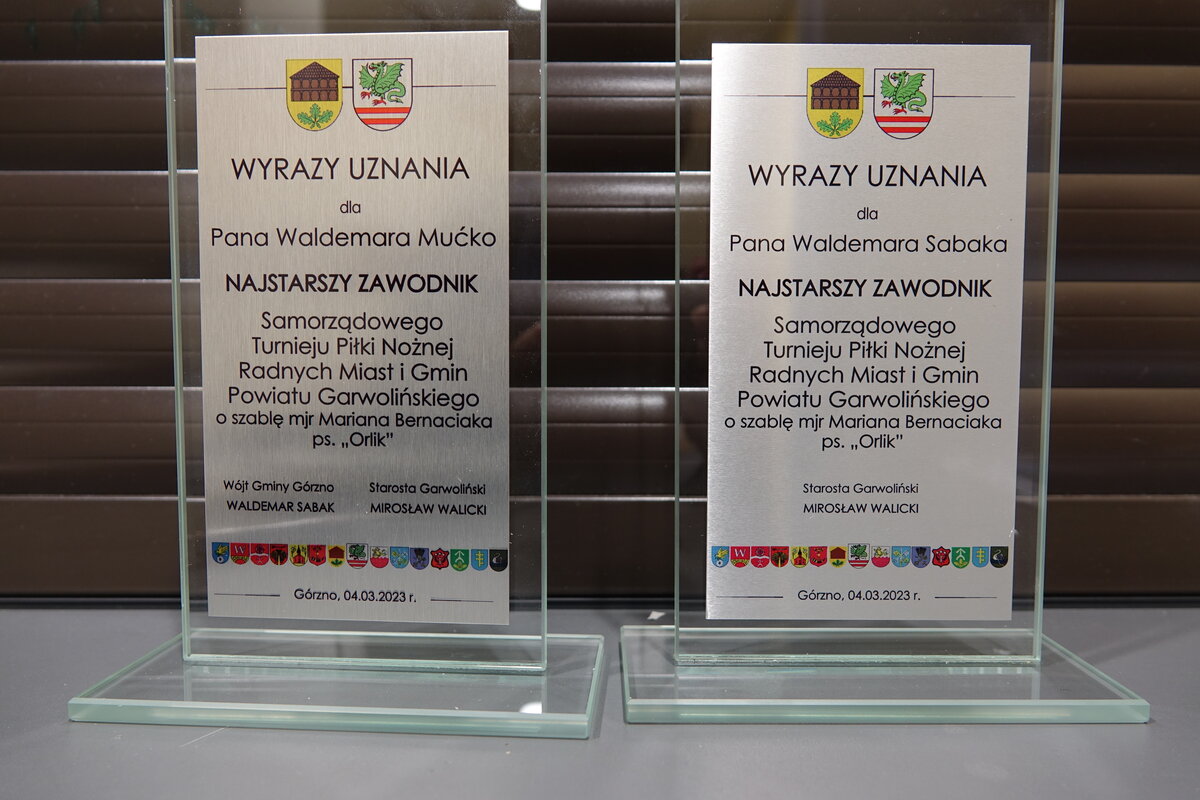 WYRAZY UZNANIA
dla
Pana Waldemara Mućko
NAJSTARSZY ZAWODNIK
Samorządowego
Turnieju Piłki Nożnej
Radnych Miast i Gmin
Powiatu Garwolińskiego
o szablę mjr Mariana Bernaciaka
ps. „Orlik”
Wójt Gminy Górzno
WALDEMAR SABAK
Starosta Garwoliński
MIROSŁAW WALICKI
Górzno, 04.03.2023 r.
WYRAZY UZNANIA
dla
Pana Waldemara Sabaka
NAJSTARSZY ZAWODNIK
Samorządowego
Turnieju Piłki Nożnej
Radnych Miast i Gmin
Powiatu Garwolińskiego
o szablę mjr Mariana Bernaciaka
ps. „Orlik”
Starosta Garwoliński
MIROSŁAW WALICKI
Górzno, 04.03.2023 r.